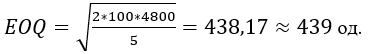 EOQ = √(2*100*4800 / 5) = 438,17 ≈ 439 од.